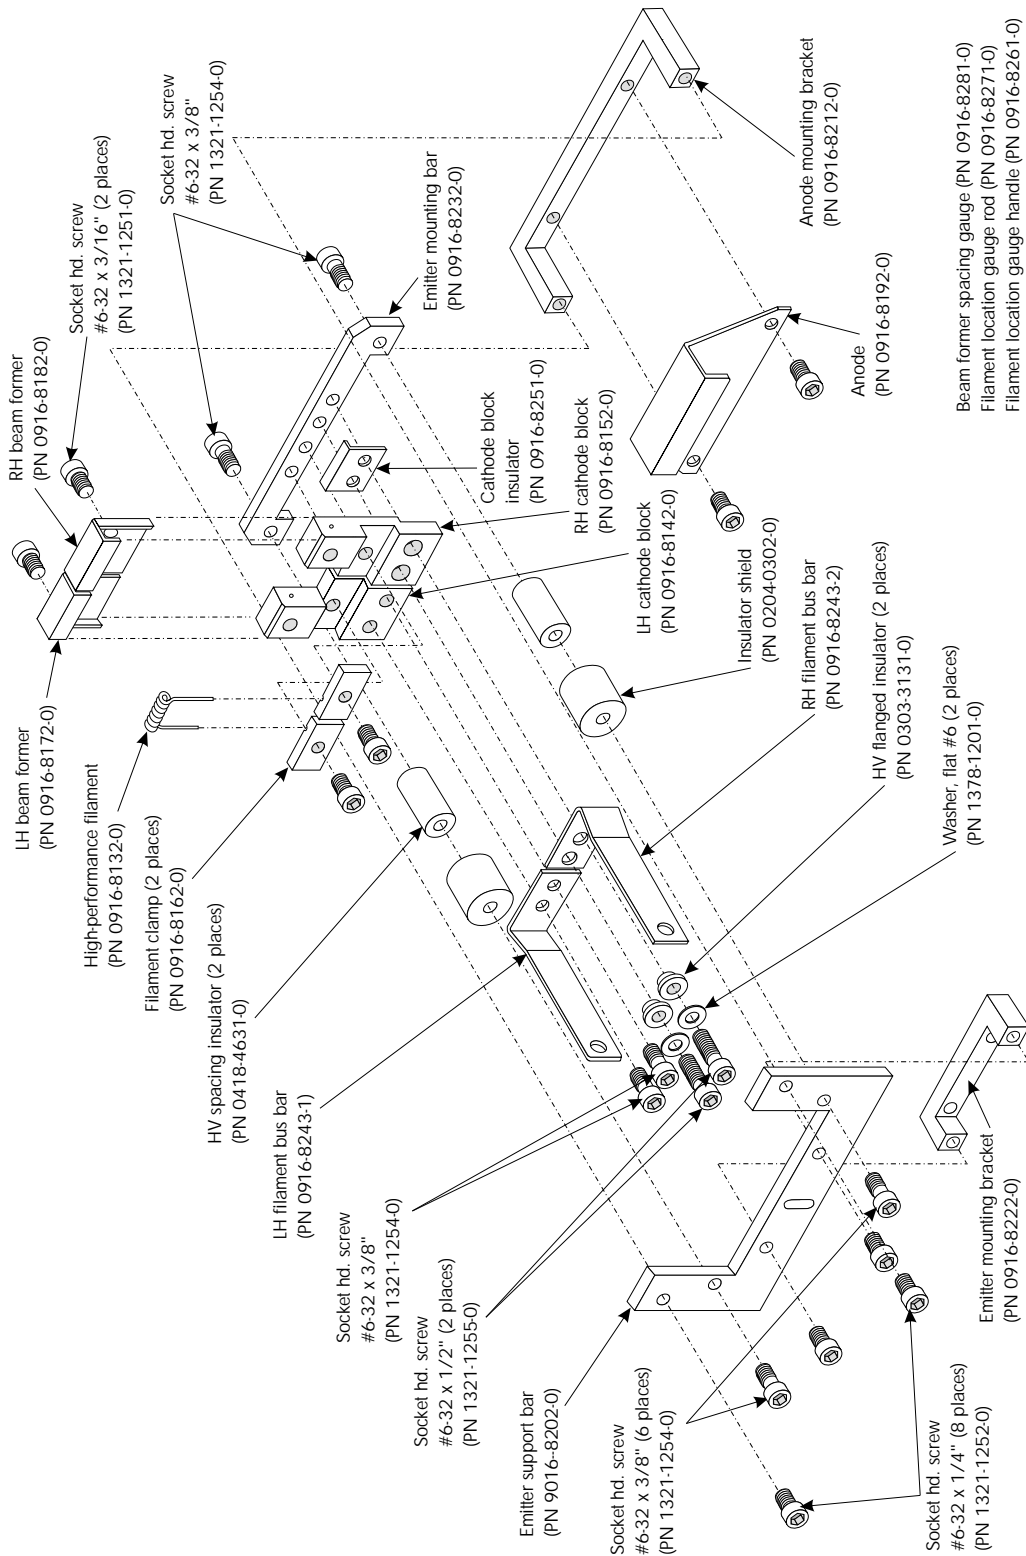 LH beam former
(PN 0916-8172-0)
RH beam former
(PN 0916-8182-0)
Socket hd. screw
#6-32 x 3/16" (2 places)
(PN 1321-1251-0)
Socket hd. screw
#6-32 x 3/8"
(PN 1321-1254-0)
High-performance filament
(PN 0916-8132-0)
Filament clamp (2 places)
(PN 0916-8162-0)
HV spacing insulator (2 places)
(PN 0418-4631-0)
LH filament bus bar
(PN 0916-8243-1)
Socket hd. screw
#6-32 x 3/8"
(PN 1321-1254-0)
Socket hd. screw
#6-32 x 1/2" (2 places)
(PN 1321-1255-0)
Emitter support bar
(PN 9016--8202-0)
Socket hd. screw
#6-32 x 3/8" (6 places)
(PN 1321-1254-0)
Socket hd. screw
#6-32 x 1/4" (8 places)
(PN 1321-1252-0)
Emitter mounting bar
(PN 0916-8232-0)
Cathode block
insulator
(PN 0916-8251-0)
RH cathode block
(PN 0916-8152-0)
LH cathode block
(PN 0916-8142-0)
Insulator shield
(PN 0204-0302-0)
RH filament bus bar
(PN 0916-8243-2)
HV flanged insulator (2 places)
(PN 0303-3131-0)
Washer, flat #6 (2 places)
(PN 1378-1201-0)
Emitter mounting bracket
(PN 0916-8222-0)
Anode mounting bracket
(PN 0916-8212-0)
Anode
(PN 0916-8192-0)
Beam former spacing gauge (PN 0916-8281-0)
Filament location gauge rod (PN 0916-8271-0)
Filament location gauge handle (PN 0916-8261-0)